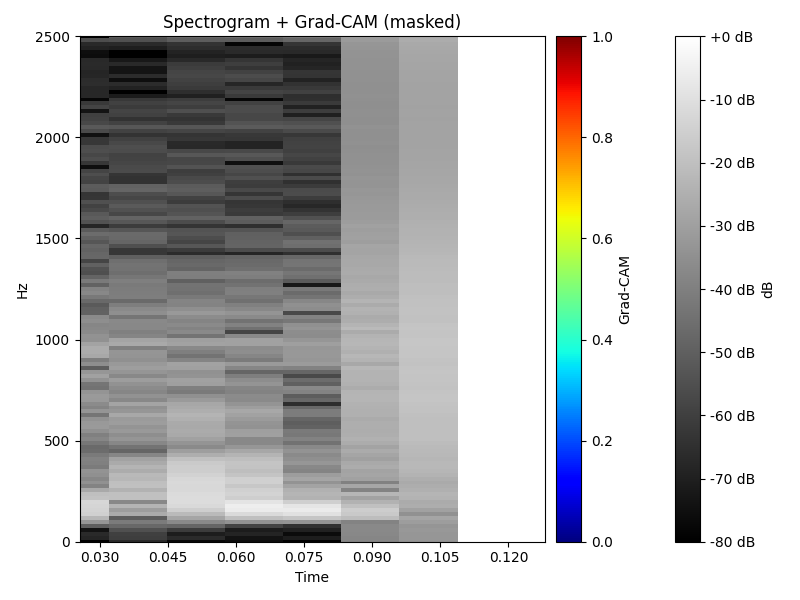 Spectrogram + Grad-CAM (masked)
2500
2000
1500
1000
500
0
Hz
0.030
0.045
0.060
0.075
0.090
0.105
0.120
Time
1.0
0.8
0.6
0.4
0.2
0.0
Grad-CAM
+0 dB
-10 dB
-20 dB
-30 dB
-40 dB
-50 dB
-60 dB
-70 dB
-80 dB
dB